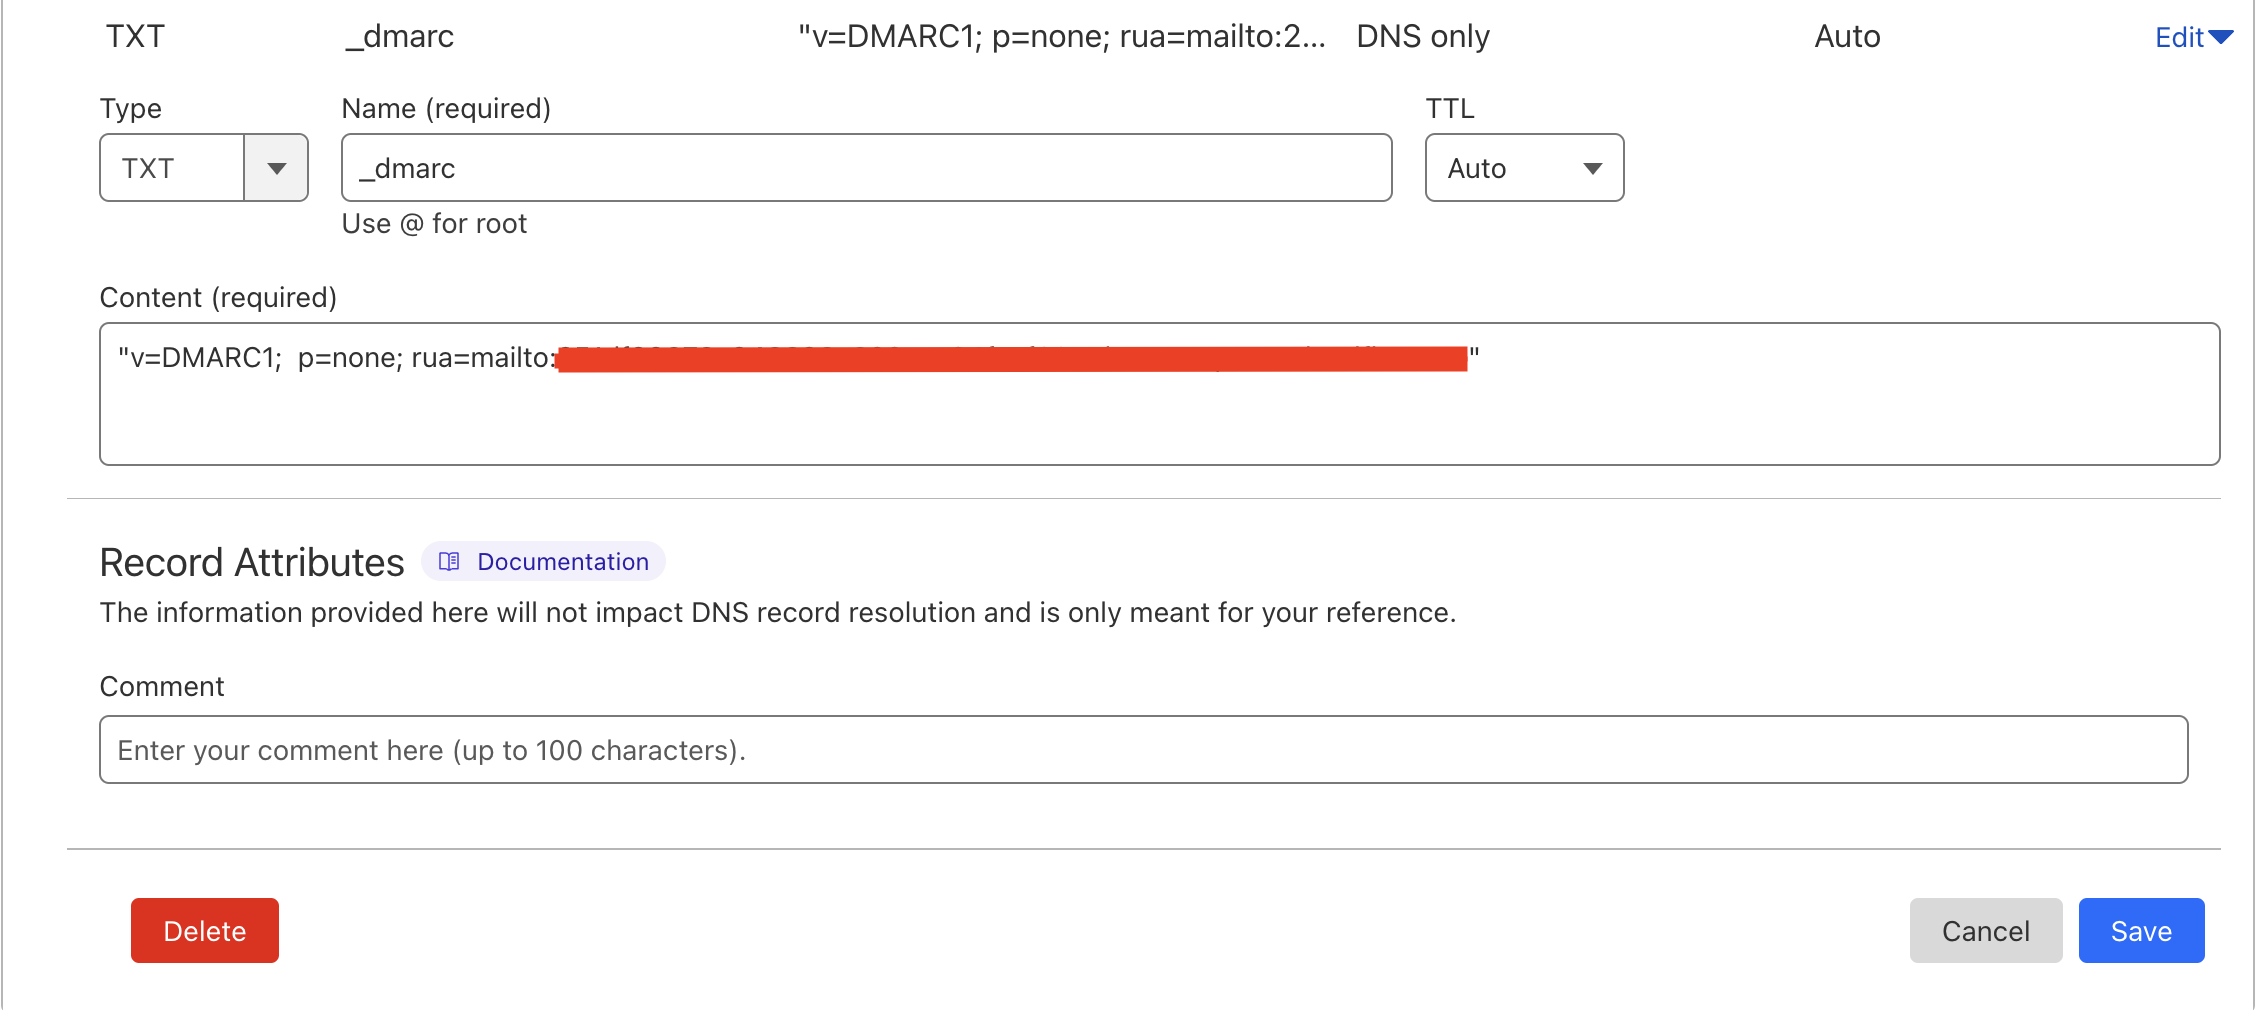 TXT _dmarc "v=DMARC1; p=none; rua=mailto:2... DNS only Auto Edit
Type Name (required) TTL
TXT _dmarc Auto
Use @ for root
Content (required)
"v=DMARC1;  p=none; rua=mailto: "
Record Attributes Documentation
The information provided here will not impact DNS record resolution and is only meant for your reference.
Comment
Enter your comment here (up to 100 characters).
Delete Cancel Save